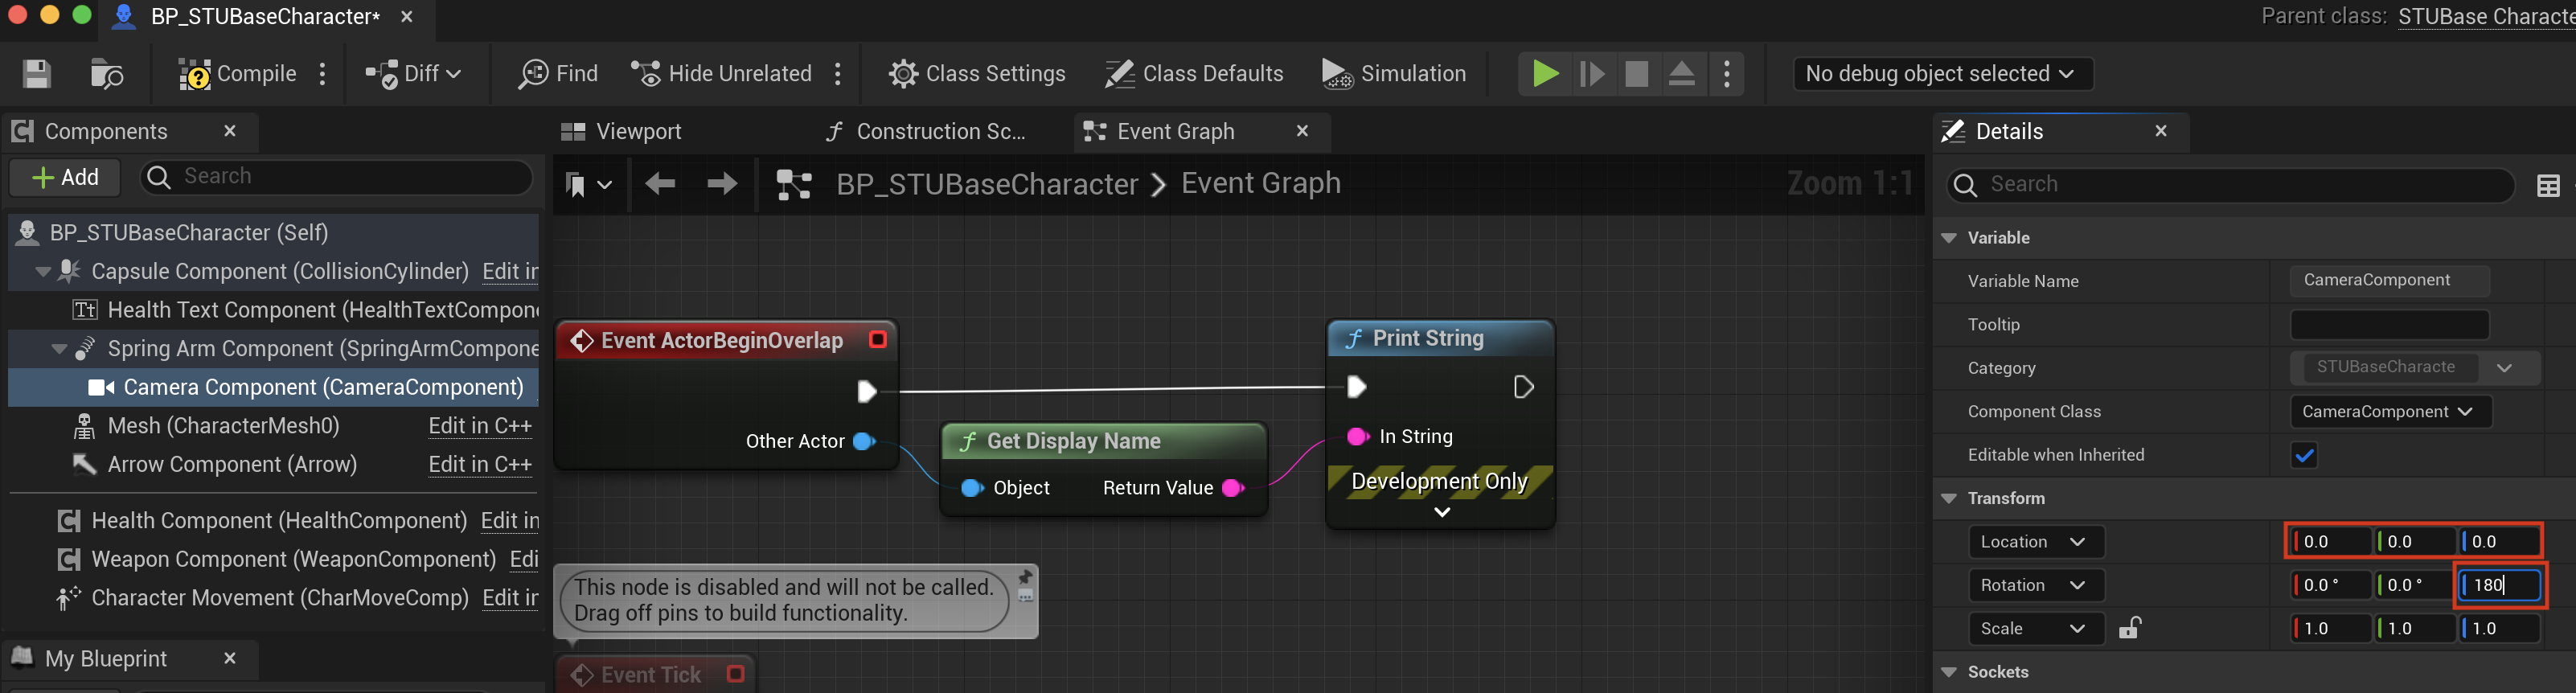 BP_STUBaseCharacter*
Parent class: STUBase Characte
Compile
Diff
Find
Hide Unrelated
Class Settings
Class Defaults
Simulation
No debug object selected
Components
Add
Search
BP_STUBaseCharacter (Self)
Capsule Component (CollisionCylinder) Edit in
Health Text Component (HealthTextCompone
Spring Arm Component (SpringArmCompone
Camera Component (CameraComponent)
Mesh (CharacterMesh0) Edit in C++
Arrow Component (Arrow) Edit in C++
Health Component (HealthComponent) Edit in
Weapon Component (WeaponComponent) Edi
Character Movement (CharMoveComp) Edit in
My Blueprint
Viewport
Construction Sc...
Event Graph
BP_STUBaseCharacter > Event Graph
Zoom 1:1
Event ActorBeginOverlap
Other Actor
Get Display Name
Object Return Value
Print String
In String
Development Only
This node is disabled and will not be called.
Drag off pins to build functionality.
Event Tick
Details
Search
Variable
Variable Name CameraComponent
Tooltip
Category STUBaseCharacte
Component Class CameraComponent
Editable when Inherited
Transform
Location 0.0 0.0 0.0
Rotation 0.0 ° 0.0 ° 180
Scale 1.0 1.0 1.0
Sockets